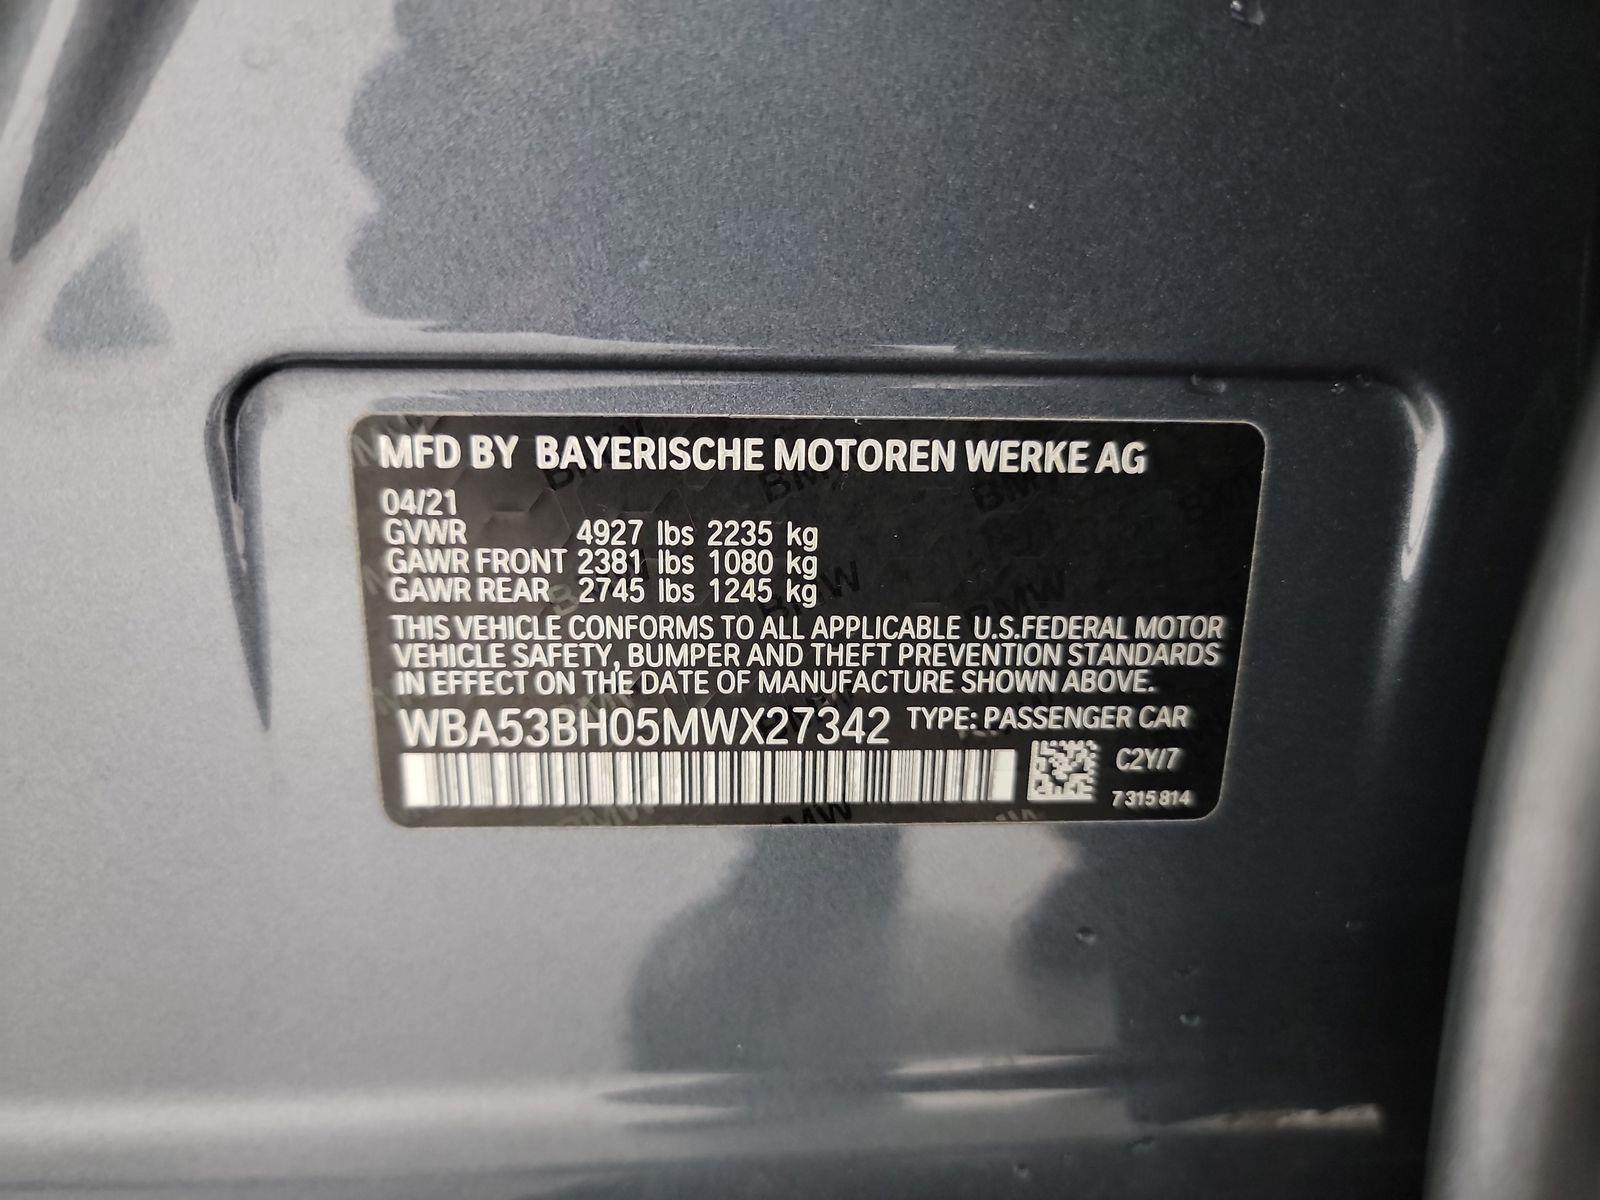 MFD BY BAYERISCHE MOTOREN WERKE AG
04/21
GVWR 4927 lbs 2235 kg
GAWR FRONT 2381 lbs 1080 kg
GAWR REAR 2745 lbs 1245 kg
THIS VEHICLE CONFORMS TO ALL APPLICABLE U.S.FEDERAL MOTOR
VEHICLE SAFETY, BUMPER AND THEFT PREVENTION STANDARDS
IN EFFECT ON THE DATE OF MANUFACTURE SHOWN ABOVE.
WBA53BH05MWX27342 TYPE: PASSENGER CAR
C2Y/7
7 315 814